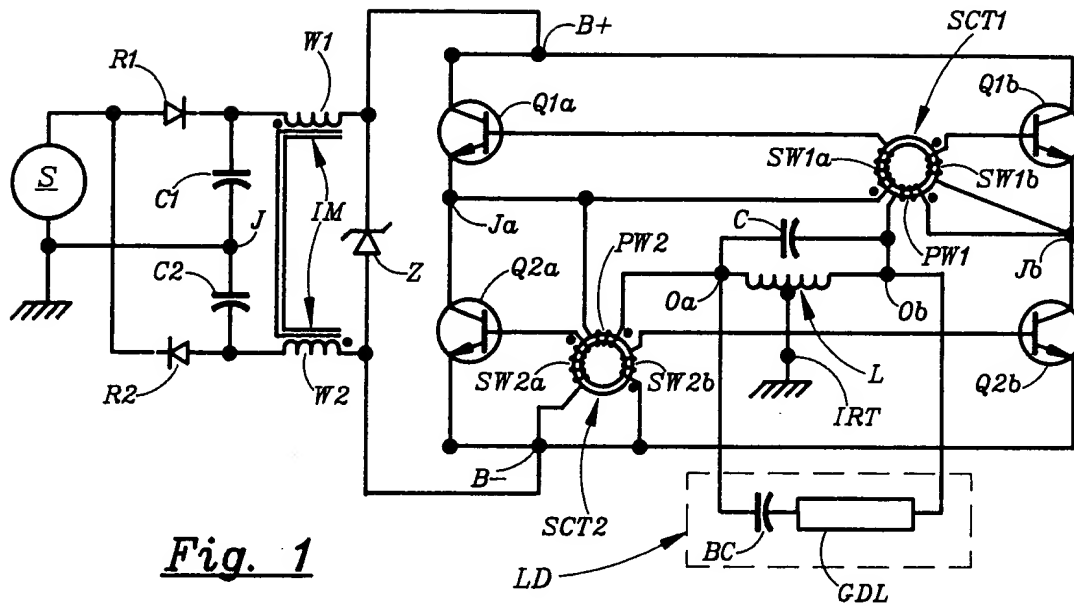 SCT1
W1
B+
R1
Q1a
Q1b
S
SW1a
SW1b
C1
IM
C
J
Ja
PW2
PW1
C2
Z
Q2a
Oa
Ob
Jb
R2
W2
SW2a
SW2b
L
Q2b
IRT
B-
SCT2
BC
LD
GDL
Fig. 1